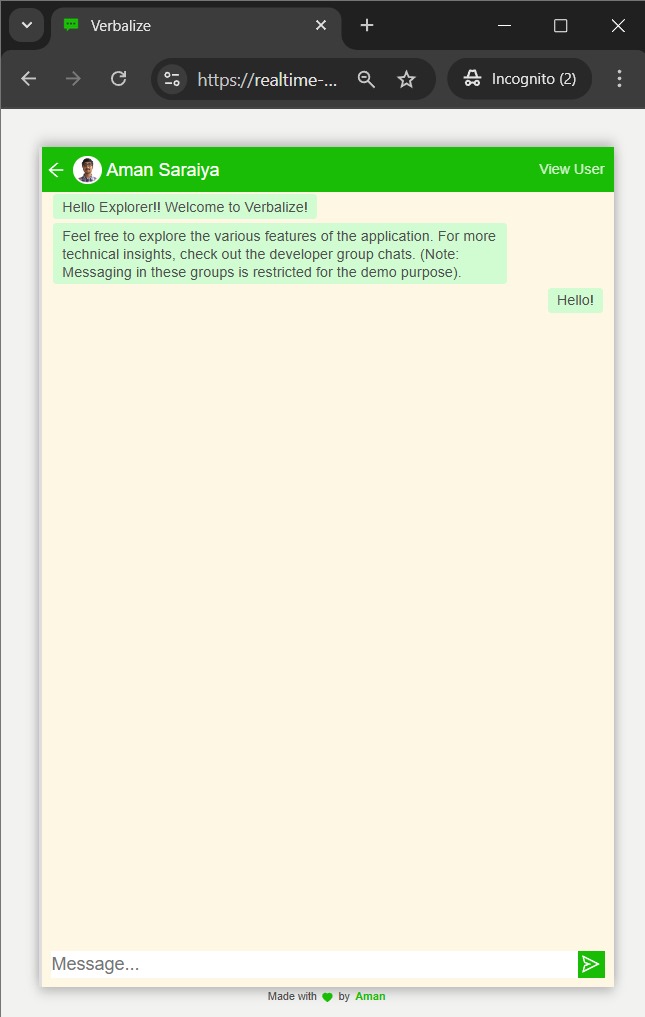 Verbalize
https://realtime-...
Incognito (2)
Aman Saraiya
View User
Hello Explorer!! Welcome to Verbalize!
Feel free to explore the various features of the application. For more
technical insights, check out the developer group chats. (Note:
Messaging in these groups is restricted for the demo purpose).
Hello!
Message...
Made with by Aman